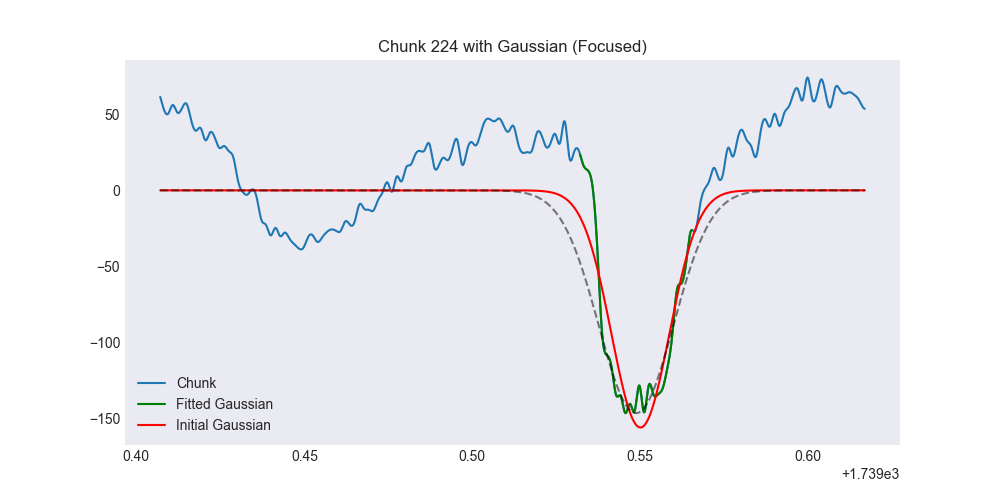 Chunk 224 with Gaussian (Focused)
50
0
−50
−100
−150
Chunk
Fitted Gaussian
Initial Gaussian
0.40 0.45 0.50 0.55 0.60
+1.739e3